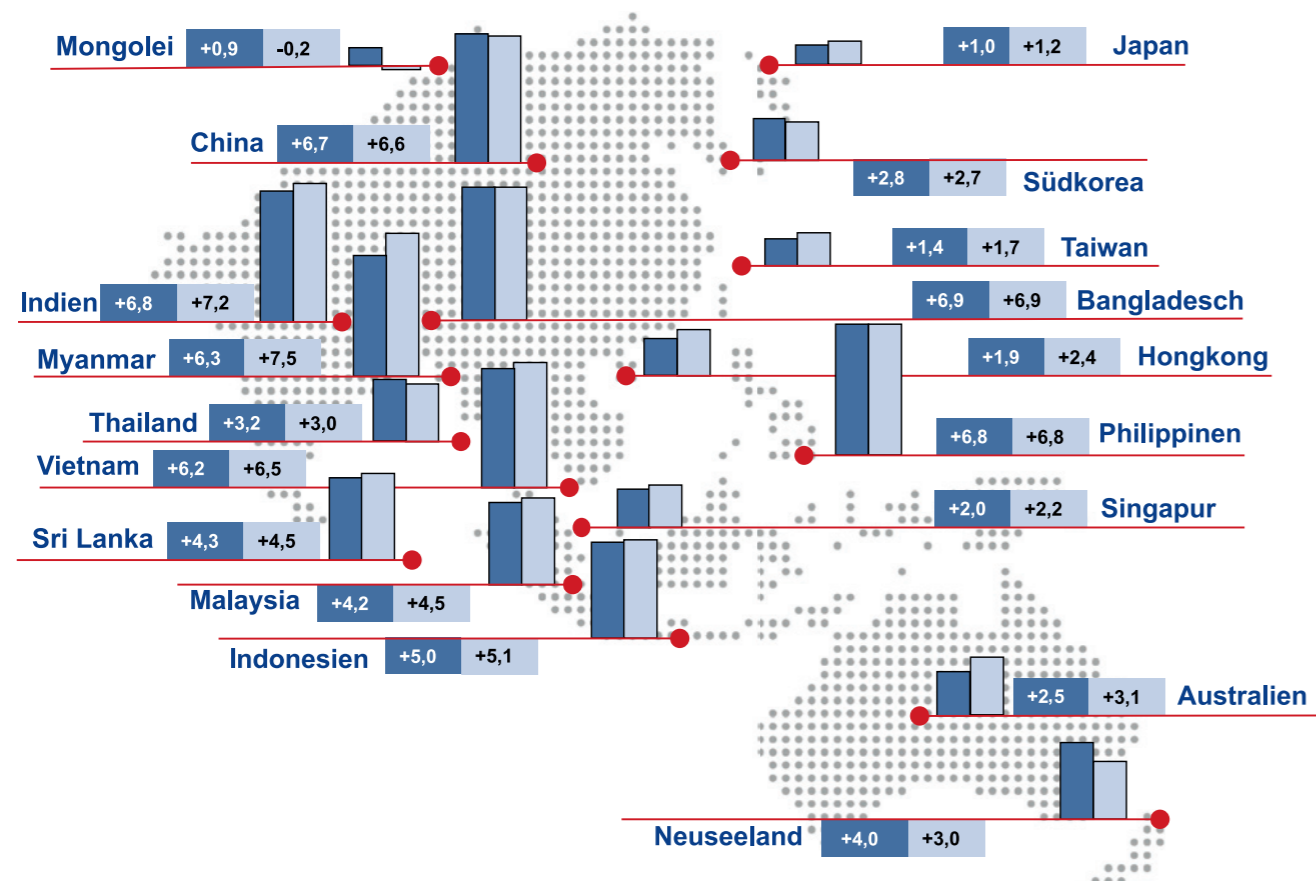 Mongolei +0,9 -0,2
+1,0 +1,2 Japan
China +6,7 +6,6
+2,8 +2,7 Südkorea
+1,4 +1,7 Taiwan
Indien +6,8 +7,2
+6,9 +6,9 Bangladesch
Myanmar +6,3 +7,5
+1,9 +2,4 Hongkong
Thailand +3,2 +3,0
+6,8 +6,8 Philippinen
Vietnam +6,2 +6,5
+2,0 +2,2 Singapur
Sri Lanka +4,3 +4,5
Malaysia +4,2 +4,5
Indonesien +5,0 +5,1
+2,5 +3,1 Australien
Neuseeland +4,0 +3,0